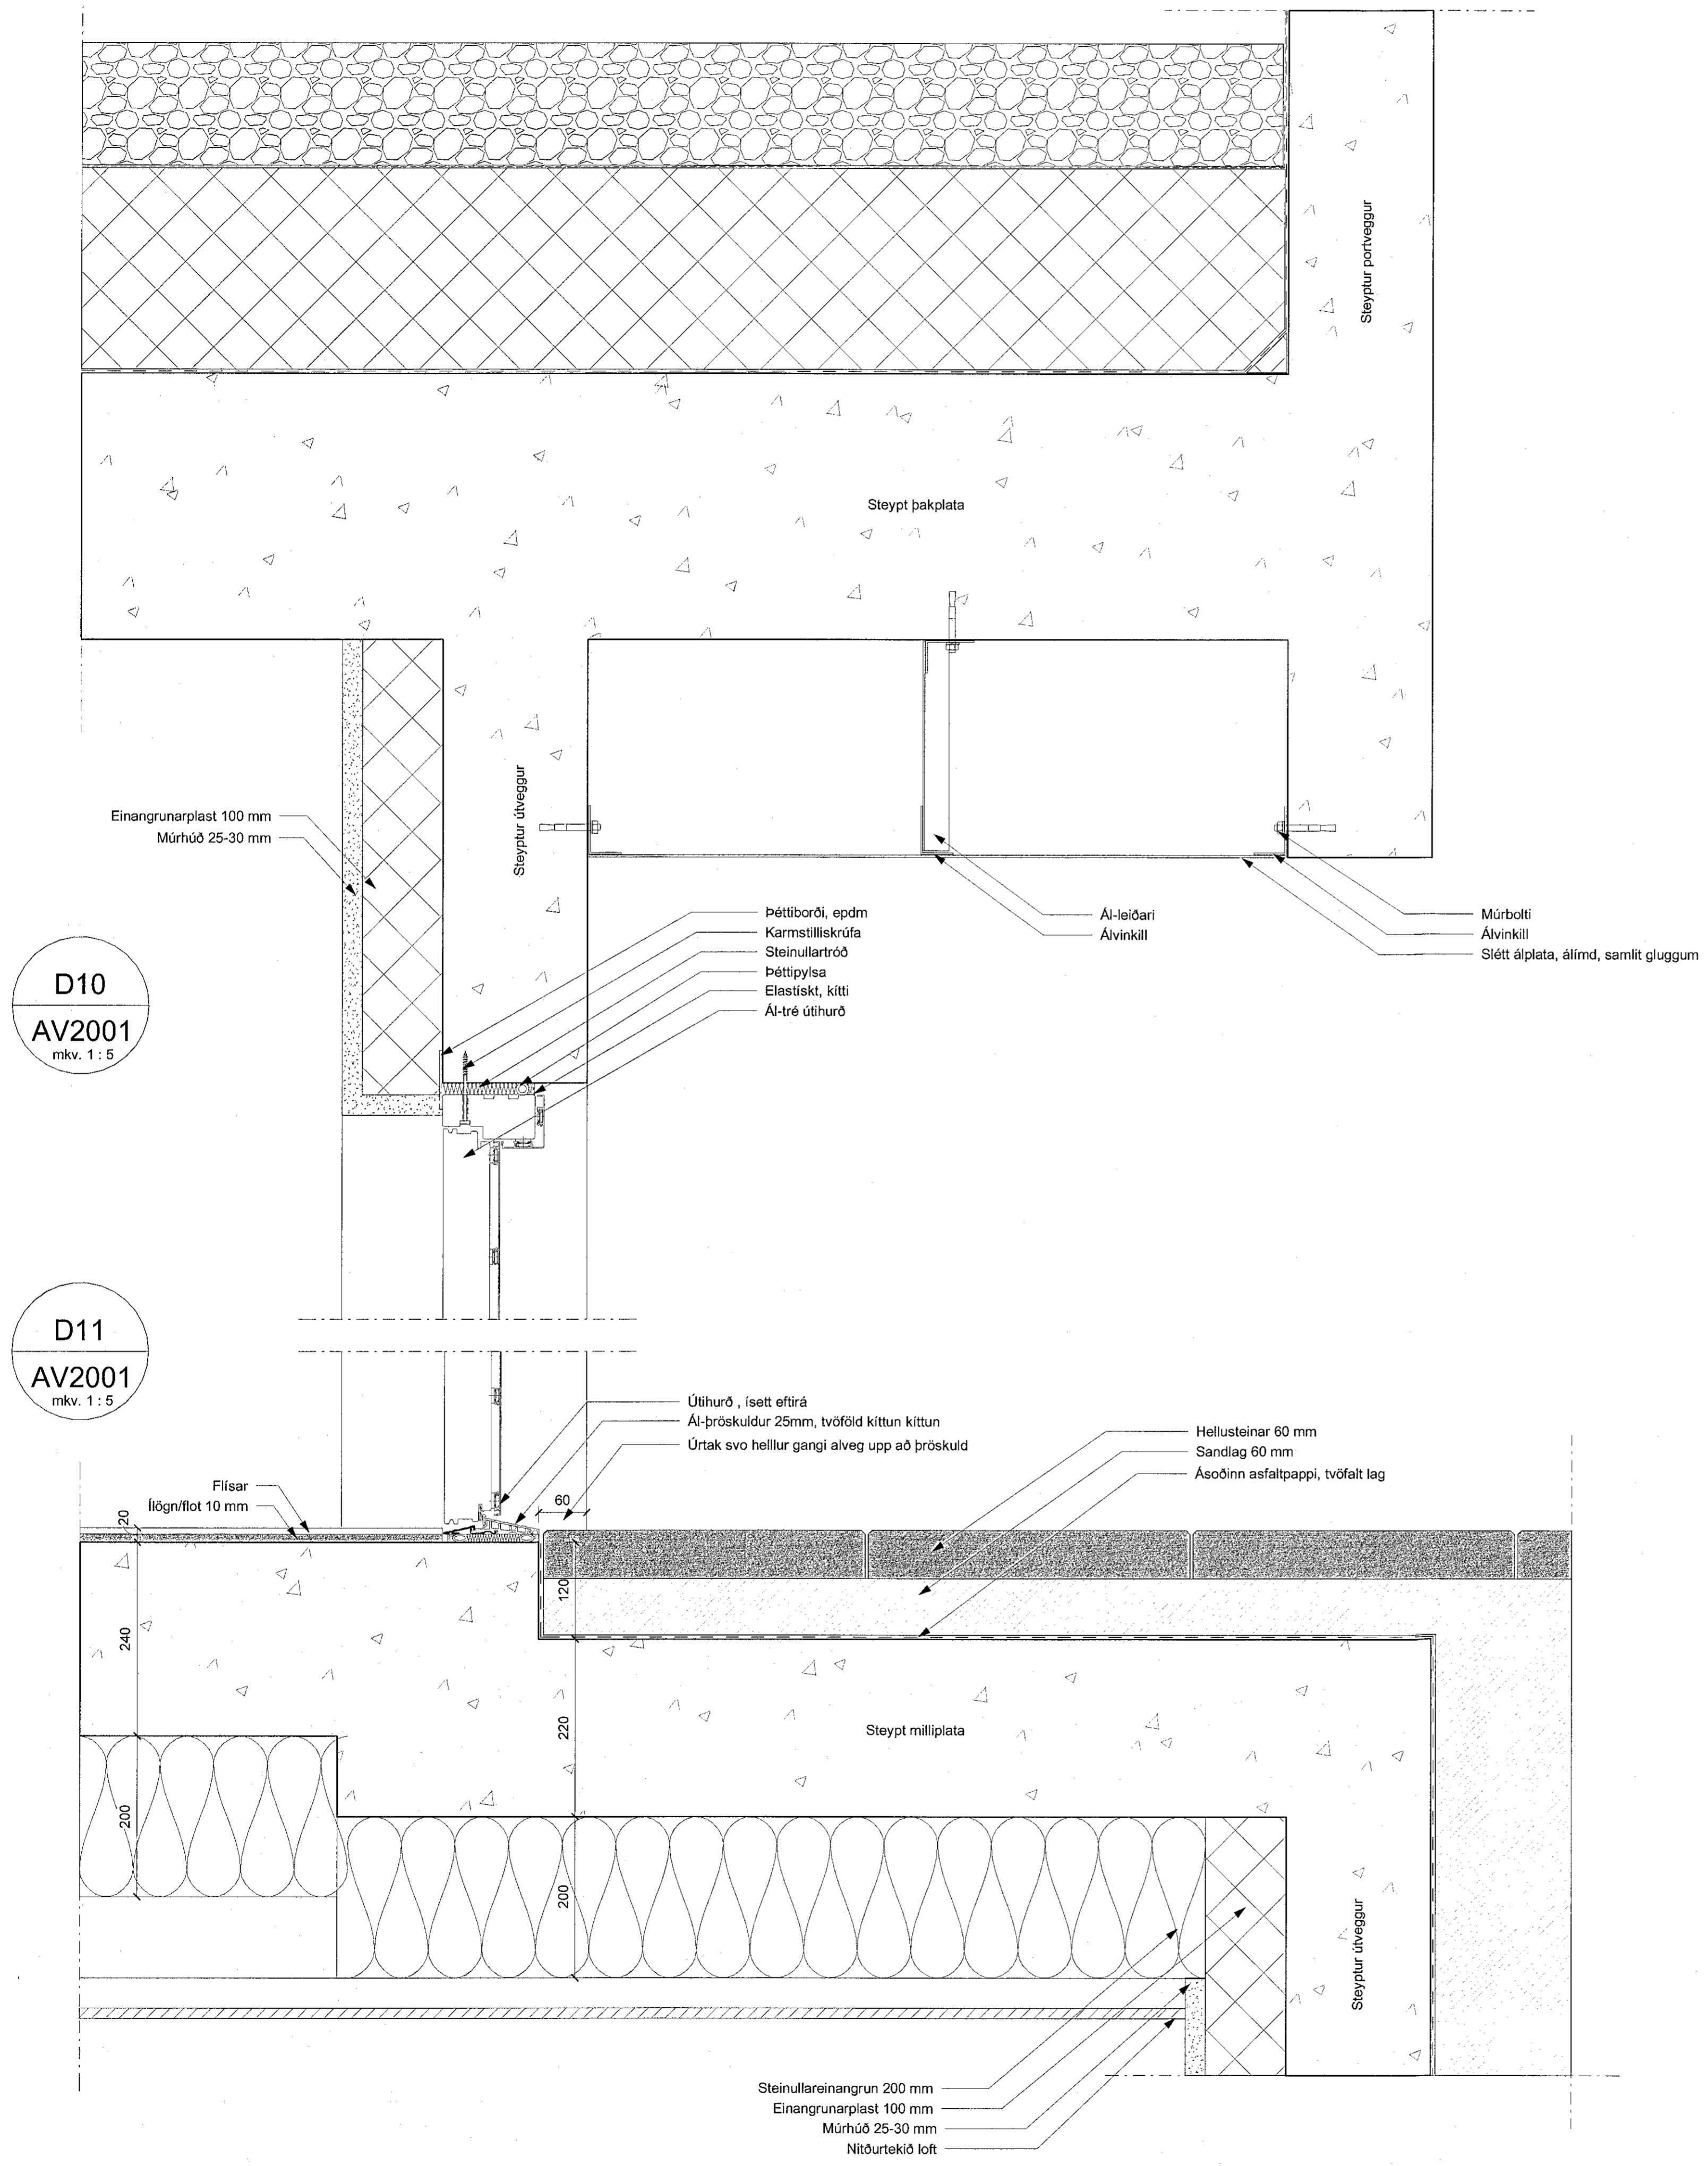 Steyptur portveggur
Steypt þakplata
Einangrunarplast 100 mm
Múrhúð 25-30 mm
Steyptur útveggur
Þéttiborði, epdm
Karmstilliskrúfa
Steinullartróð
Þéttipylsa
Elastískt, kítti
Ál-tré útihurð
Ál-leiðari
Álvinkill
Múrbolti
Álvinkill
Slétt álplata, álímd, samlit gluggum
D10
AV2001
mkv. 1 : 5
D11
AV2001
mkv. 1 : 5
Útihurð , ísett eftirá
Ál-þröskuldur 25mm, tvöföld kíttun kíttun
Úrtak svo helllur gangi alveg upp að þröskuld
Hellusteinar 60 mm
Sandlag 60 mm
Ásoðinn asfaltpappi, tvöfalt lag
Flísar
Ílögn/flot 10 mm
60
20
120
240
220
Steypt milliplata
200
200
Steyptur útveggur
Steinullareinangrun 200 mm
Einangrunarplast 100 mm
Múrhúð 25-30 mm
Nitðurtekið loft